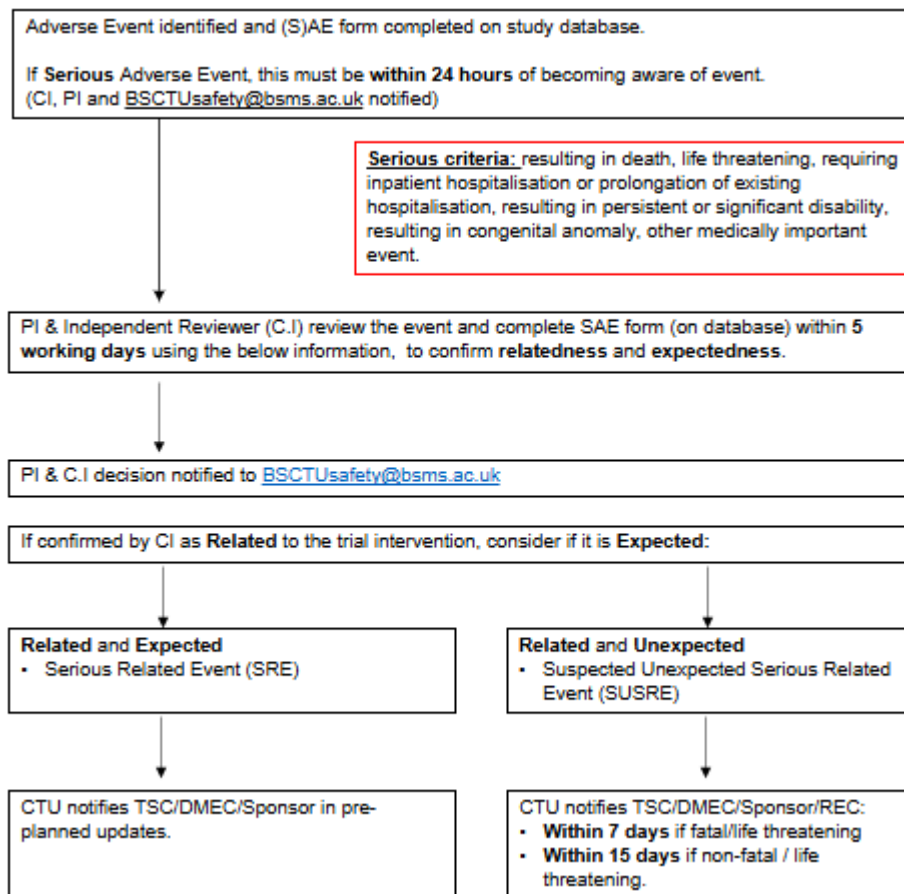 Adverse Event identified and (S)AE form completed on study database.
If Serious Adverse Event, this must be within 24 hours of becoming aware of event.
(CI, PI and BSCTUsafety@bsms.ac.uk notified)
Serious criteria: resulting in death, life threatening, requiring
inpatient hospitalisation or prolongation of existing
hospitalisation, resulting in persistent or significant disability,
resulting in congenital anomaly, other medically important
event.
PI & Independent Reviewer (C.I) review the event and complete SAE form (on database) within 5
working days using the below information, to confirm relatedness and expectedness.
PI & C.I decision notified to BSCTUsafety@bsms.ac.uk
If confirmed by CI as Related to the trial intervention, consider if it is Expected:
Related and Expected
• Serious Related Event (SRE)
Related and Unexpected
• Suspected Unexpected Serious Related
Event (SUSRE)
CTU notifies TSC/DMEC/Sponsor in pre-
planned updates.
CTU notifies TSC/DMEC/Sponsor/REC:
• Within 7 days if fatal/life threatening
• Within 15 days if non-fatal / life
threatening.